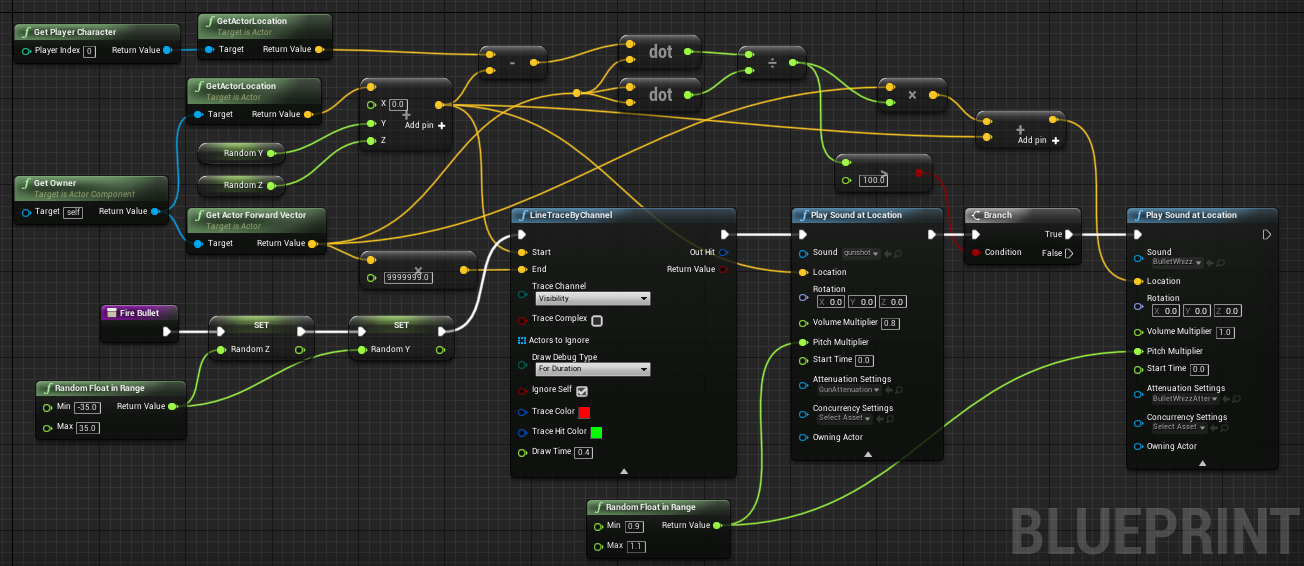 Get Player Character
Player Index 0 Return Value
GetActorLocation
Target is Actor
Target Return Value
GetActorLocation
Target is Actor
Target Return Value
X 0.0
Y
Z
+
Add pin +
Random Y
Random Z
Get Owner
Target is Actor Component
Target self Return Value
Get Actor Forward Vector
Target is Actor
Target Return Value
-
dot
dot
÷
×
+
Add pin +
>
100.0
×
9999999.0
Fire Bullet
SET
Random Z
SET
Random Y
Random Float in Range
Min -35.0 Return Value
Max 35.0
LineTraceByChannel
Start Out Hit
End Return Value
Trace Channel
Visibility
Trace Complex
Actors to Ignore
Draw Debug Type
For Duration
Ignore Self
Trace Color
Trace Hit Color
Draw Time 0.4
Play Sound at Location
Sound gunshot
Location
Rotation
X 0.0 Y 0.0 Z 0.0
Volume Multiplier 0.8
Pitch Multiplier
Start Time 0.0
Attenuation Settings
GunAttenuation
Concurrency Settings
Select Asset
Owning Actor
Branch
True
Condition False
Play Sound at Location
Sound
BulletWhizz
Location
Rotation
X 0.0 Y 0.0 Z 0.0
Volume Multiplier 1.0
Pitch Multiplier
Start Time 0.0
Attenuation Settings
BulletWhizzAtter
Concurrency Settings
Select Asset
Owning Actor
Random Float in Range
Min 0.9 Return Value
Max 1.1
BLUEPRINT